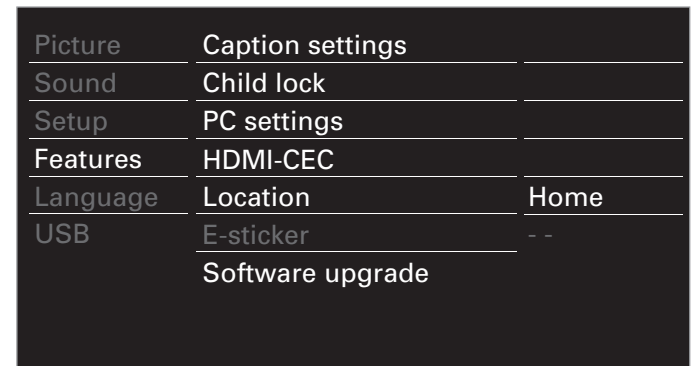 Picture Caption settings
Sound Child lock
Setup PC settings
Features HDMI-CEC
Language Location Home
USB E-sticker - -
Software upgrade